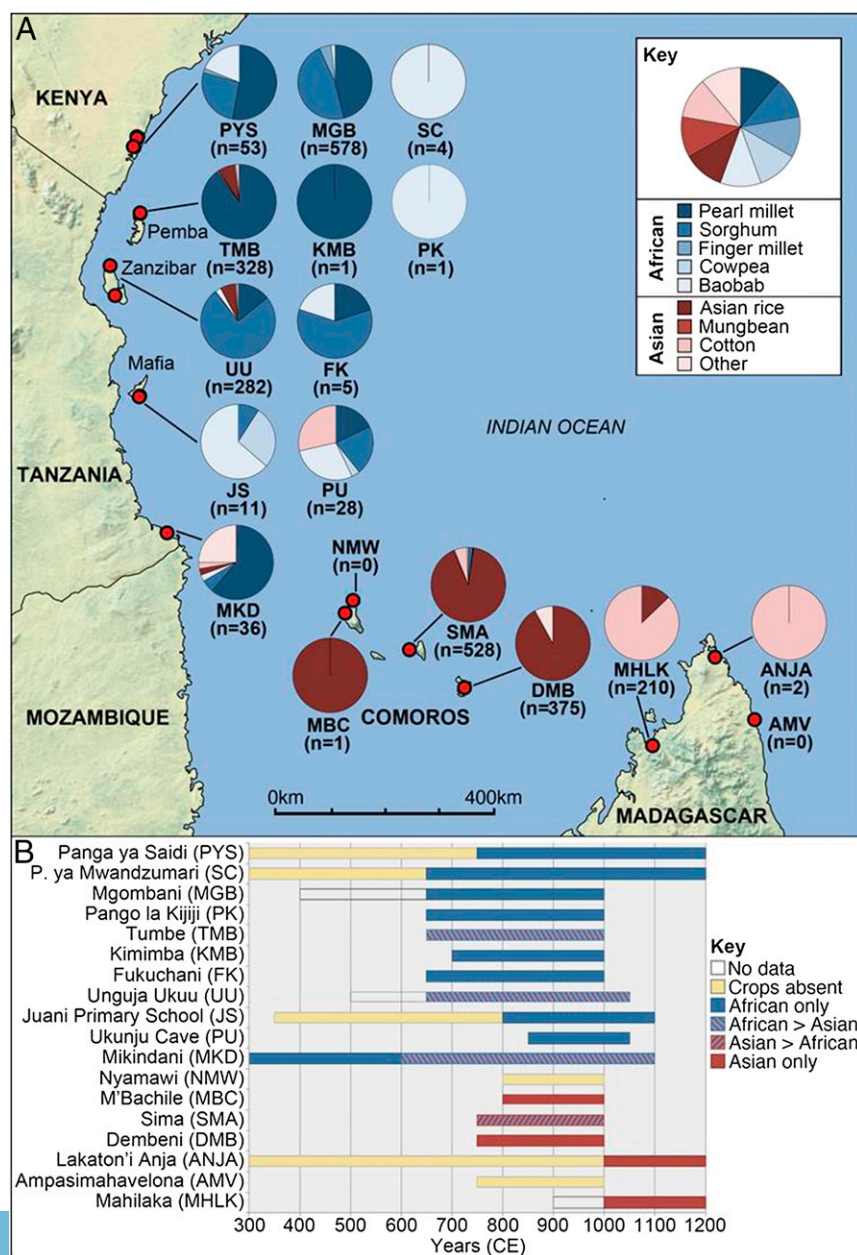 A
KENYA
PYS
(n=53)
MGB
(n=578)
SC
(n=4)
Pemba
TMB
(n=328)
KMB
(n=1)
PK
(n=1)
Zanzibar
UU
(n=282)
FK
(n=5)
Mafia
JS
(n=11)
PU
(n=28)
INDIAN OCEAN
TANZANIA
MKD
(n=36)
NMW
(n=0)
MBC
(n=1)
SMA
(n=528)
DMB
(n=375)
MHLK
(n=210)
ANJA
(n=2)
AMV
(n=0)
MOZAMBIQUE
COMOROS
MADAGASCAR
0km
400km
Key
African
Pearl millet
Sorghum
Finger millet
Cowpea
Baobab
Asian
Asian rice
Mungbean
Cotton
Other
B
Panga ya Saidi (PYS)
P. ya Mwandzumari (SC)
Mgombani (MGB)
Pango la Kijiji (PK)
Tumbe (TMB)
Kimimba (KMB)
Fukuchani (FK)
Unguja Ukuu (UU)
Juani Primary School (JS)
Ukunju Cave (PU)
Mikindani (MKD)
Nyamawi (NMW)
M'Bachile (MBC)
Sima (SMA)
Dembeni (DMB)
Lakaton'i Anja (ANJA)
Ampasimahavelona (AMV)
Mahilaka (MHLK)
300 400 500 600 700 800 900 1000 1100 1200
Years (CE)
Key
No data
Crops absent
African only
African > Asian
Asian > African
Asian only